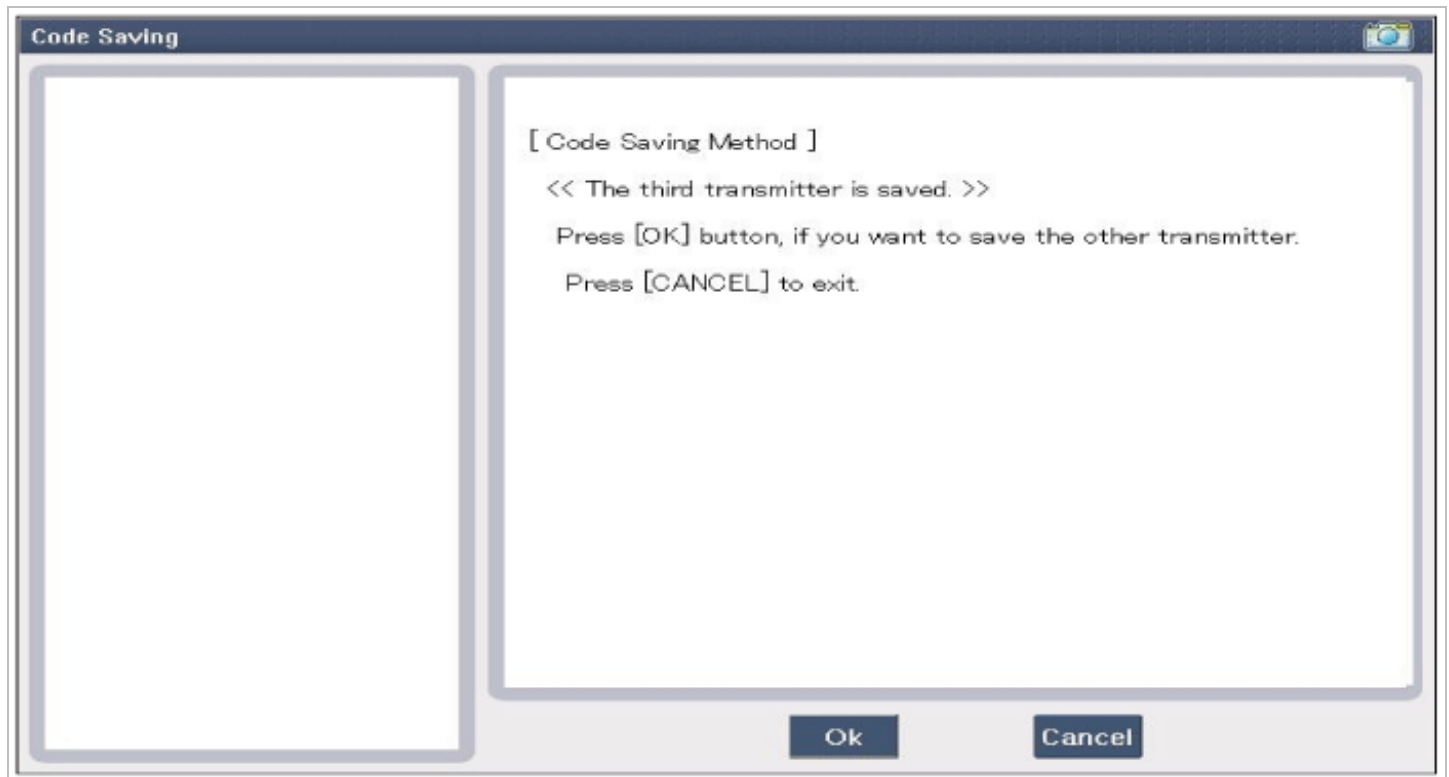 Code Saving
[ Code Saving Method ]
<< The third transmitter is saved. >>
Press [OK] button, if you want to save the other transmitter.
Press [CANCEL] to exit.
Ok
Cancel